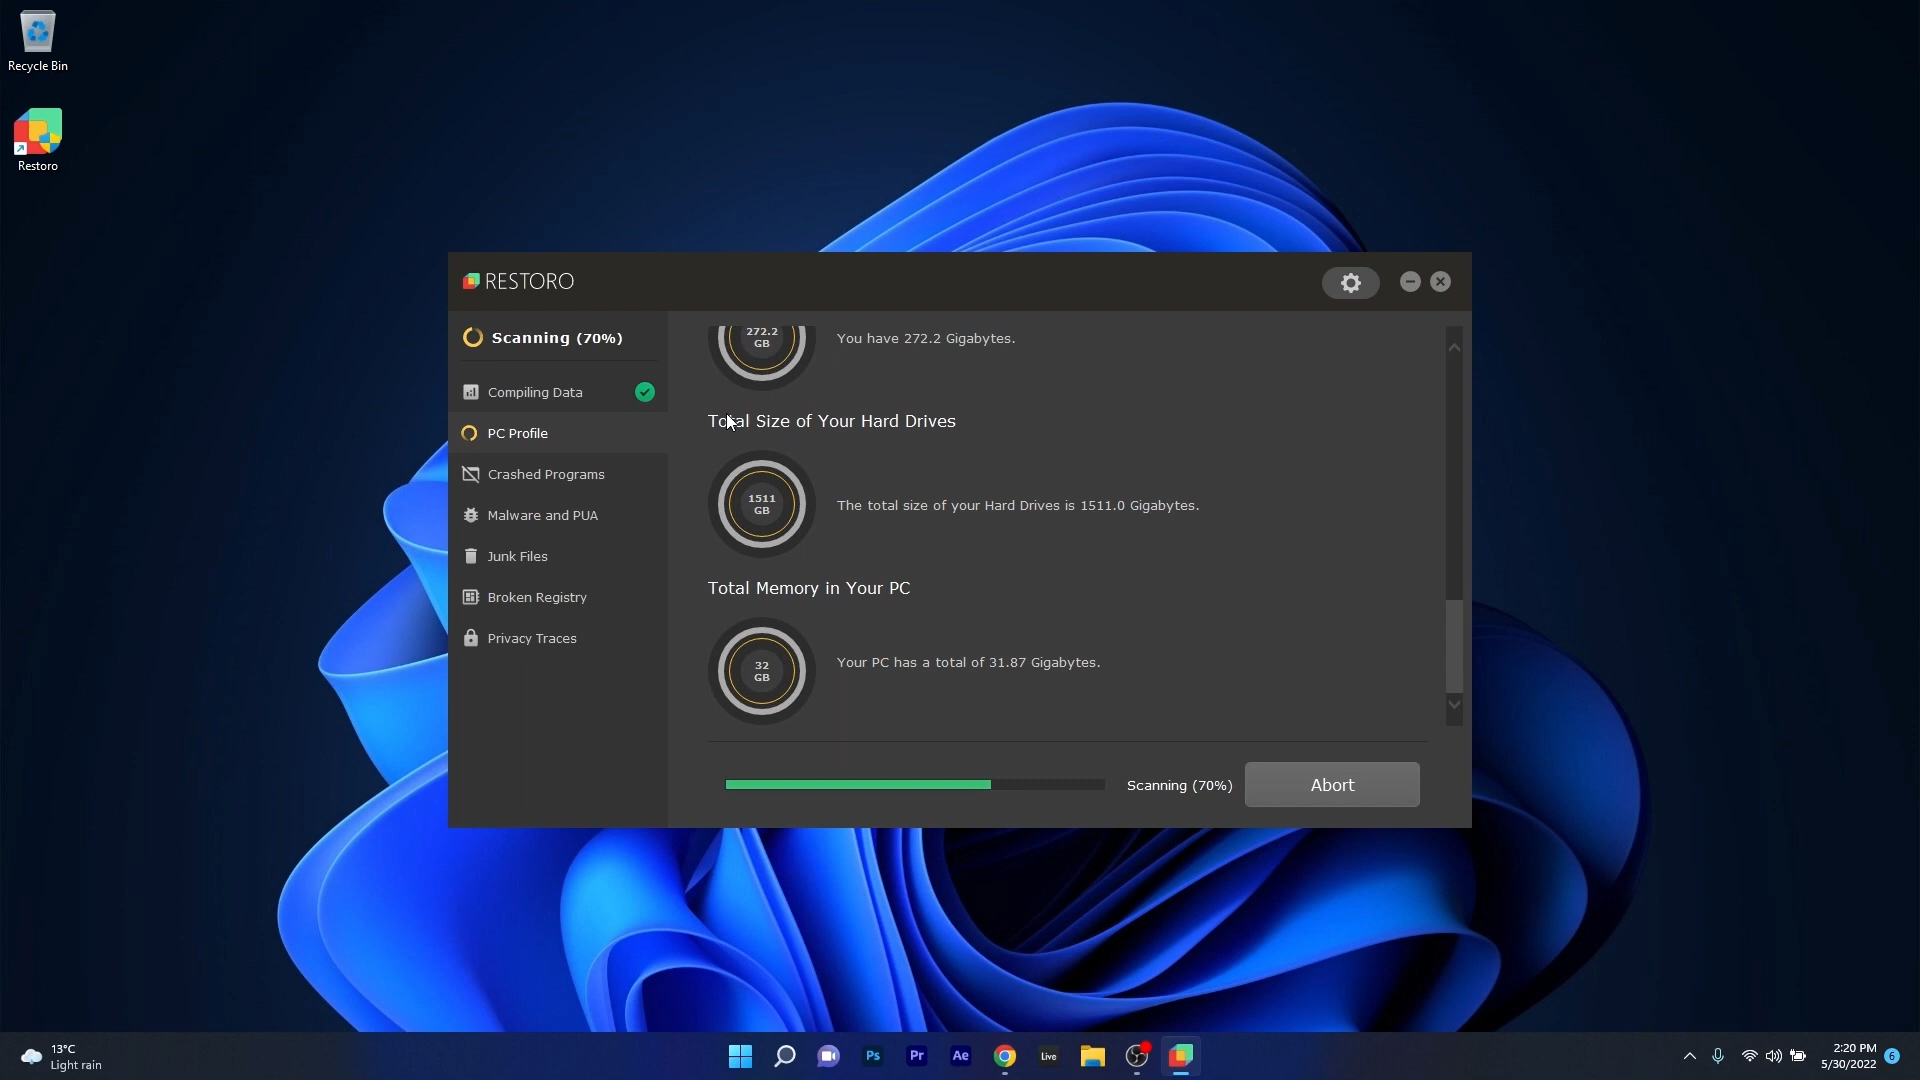 Recycle Bin
Restoro
RESTORO
Scanning (70%)
Compiling Data
PC Profile
Crashed Programs
Malware and PUA
Junk Files
Broken Registry
Privacy Traces
272.2
GB
You have 272.2 Gigabytes.
Total Size of Your Hard Drives
1511
GB
The total size of your Hard Drives is 1511.0 Gigabytes.
Total Memory in Your PC
32
GB
Your PC has a total of 31.87 Gigabytes.
Scanning (70%)
Abort
13°C
Light rain
Ps
Pr
Ae
Live
2:20 PM
5/30/2022
6